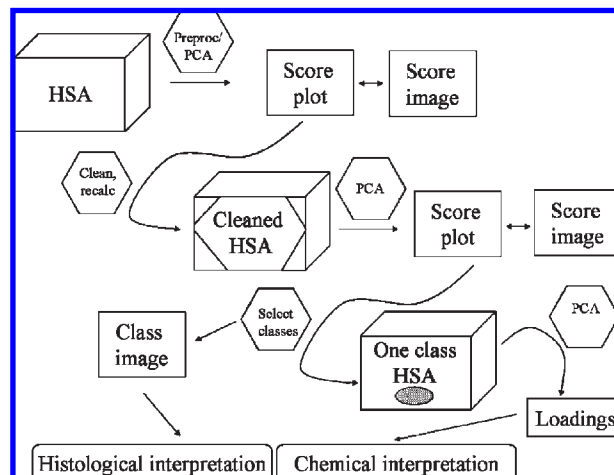 Preproc/
PCA
HSA
Score
plot
Score
image
Clean,
recalc
Cleaned
HSA
PCA
Score
plot
Score
image
Class
image
Select
classes
One class
HSA
PCA
Loadings
Histological interpretation
Chemical interpretation